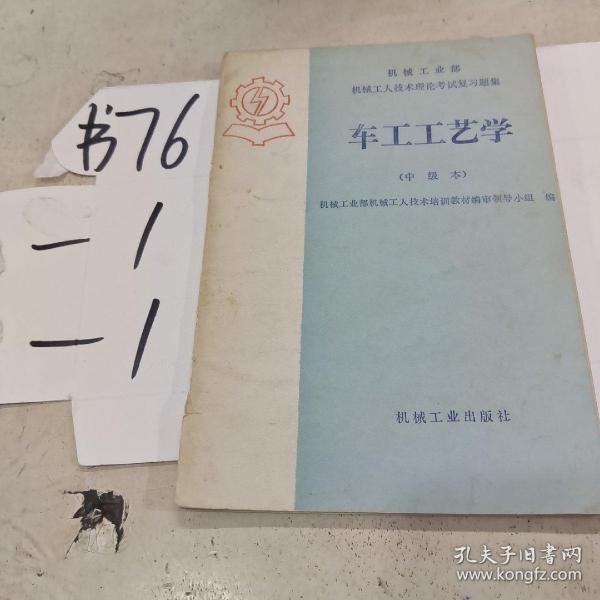 书76
-1
-1
机械工业部
机械工人技术理论考试复习题集
车工工艺学
(中级本)
机械工业部机械工人技术培训教材编审领导小组 编
机械工业出版社
孔夫子旧书网
www.kongfz.com